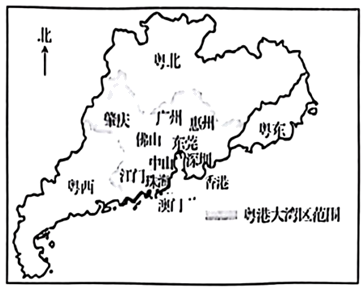 北
粤北
肇庆
广州
惠州
佛山
东莞
粤东
中山
深圳
粤西
江门
珠海
香港
澳门
粤港大湾区范围